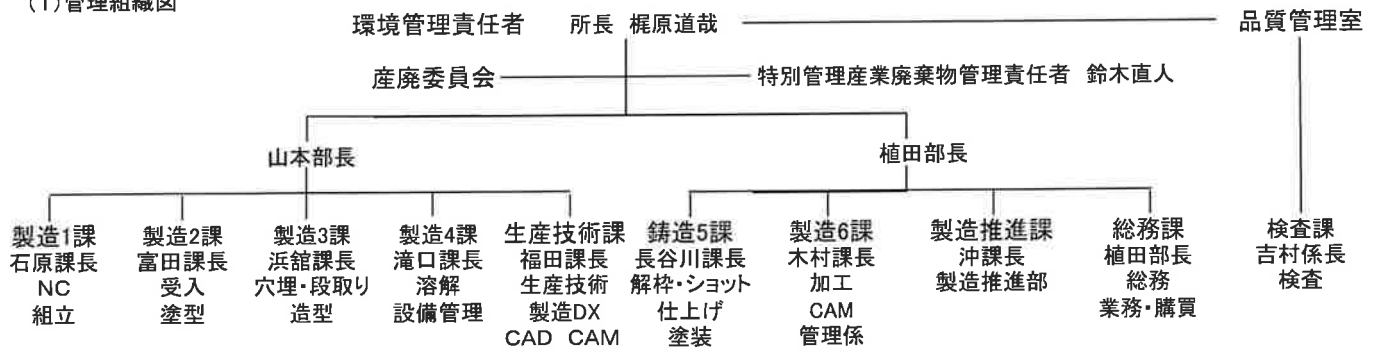 (1)管理組織図
環境管理責任者 所長 梶原道哉 品質管理室
産廃委員会 特別管理産業廃棄物管理責任者 鈴木直人
山本部長 植田部長
製造1課 製造2課 製造3課 製造4課 生産技術課 鋳造5課 製造6課 製造推進課 総務課 検査課
石原課長 富田課長 浜舘課長 滝口課長 福田課長 長谷川課長 木村課長 沖課長 植田部長 吉村係長
NC 受入 穴埋・段取り 溶解 生産技術 解枠・ショット 加工 製造推進部 総務 検査
組立 塗型 造型 設備管理 製造DX 仕上げ CAM 業務・購買
CAD CAM 塗装 管理係